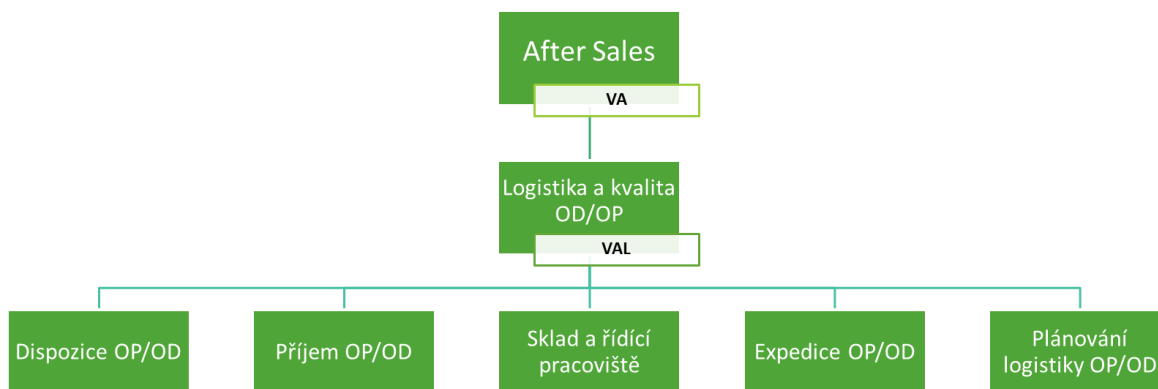 After Sales
VA
Logistika a kvalita
OD/OP
VAL
Dispozice OP/OD
Příjem OP/OD
Sklad a řídící
pracoviště
Expedice OP/OD
Plánování
logistiky OP/OD